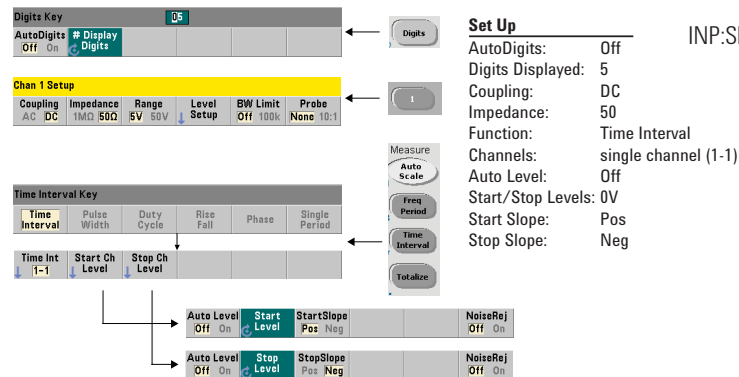 Digits Key 05
AutoDigits # Display Digits
Off On
Digits
Chan 1 Setup
Coupling Impedance Range Level Setup BW Limit Probe
AC DC 1MΩ 50Ω 5V 50V Off 100k None 10:1
1
Measure
Auto Scale
Freq Period
Time Interval
Totalize
Time Interval Key
Time Interval Pulse Width Duty Cycle Rise Fall Phase Single Period
Time Int Start Ch Level Stop Ch Level
1-1
Auto Level Start Level StartSlope NoiseRej
Off On Pos Neg Off On
Auto Level Stop Level StopSlope NoiseRej
Off On Pos Neg Off On
Set Up
AutoDigits: Off
Digits Displayed: 5
Coupling: DC
Impedance: 50
Function: Time Interval
Channels: single channel (1-1)
Auto Level: Off
Start/Stop Levels: 0V
Start Slope: Pos
Stop Slope: Neg